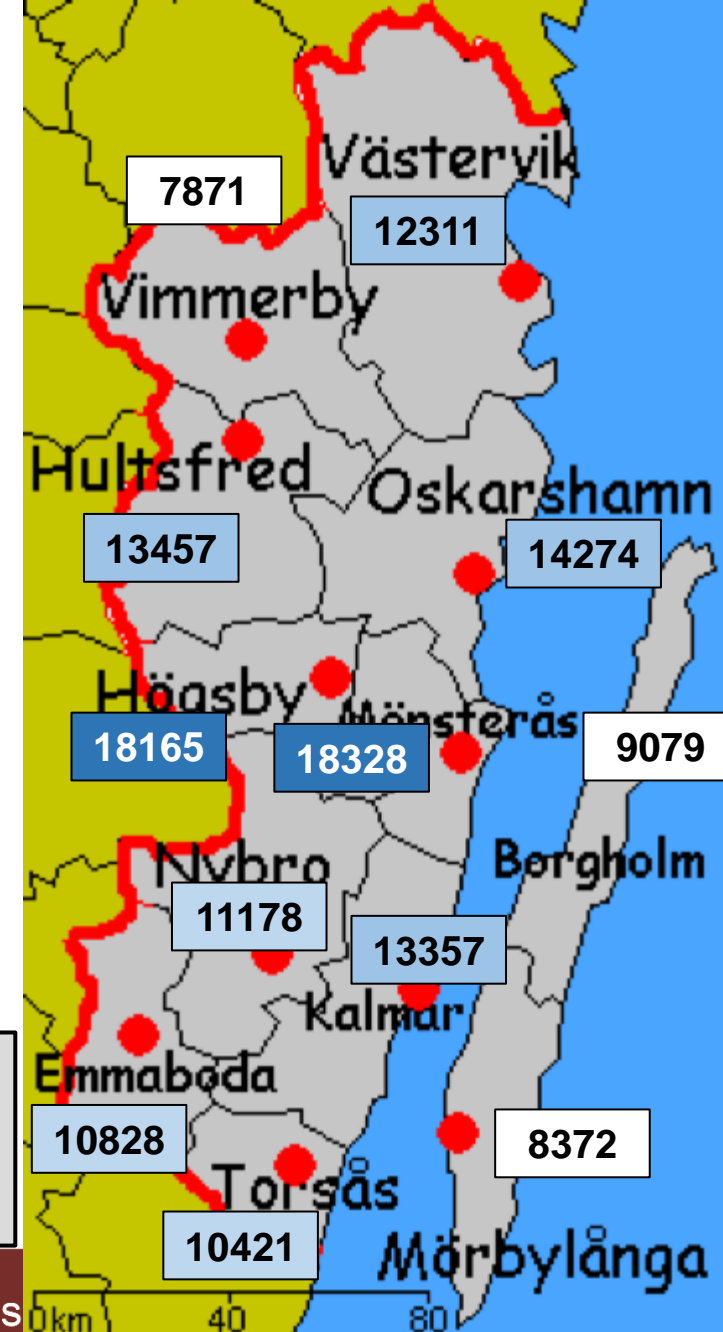 Västervik
7871
12311
Vimmerby
Hultsfred
Oskarshamn
13457
14274
Högsby
Mönsterås
18165
18328
9079
Nybro
Borgholm
11178
13357
Kalmar
Emmaboda
10828
8372
Torsås
10421
Mörbylånga
s
0km 40 80